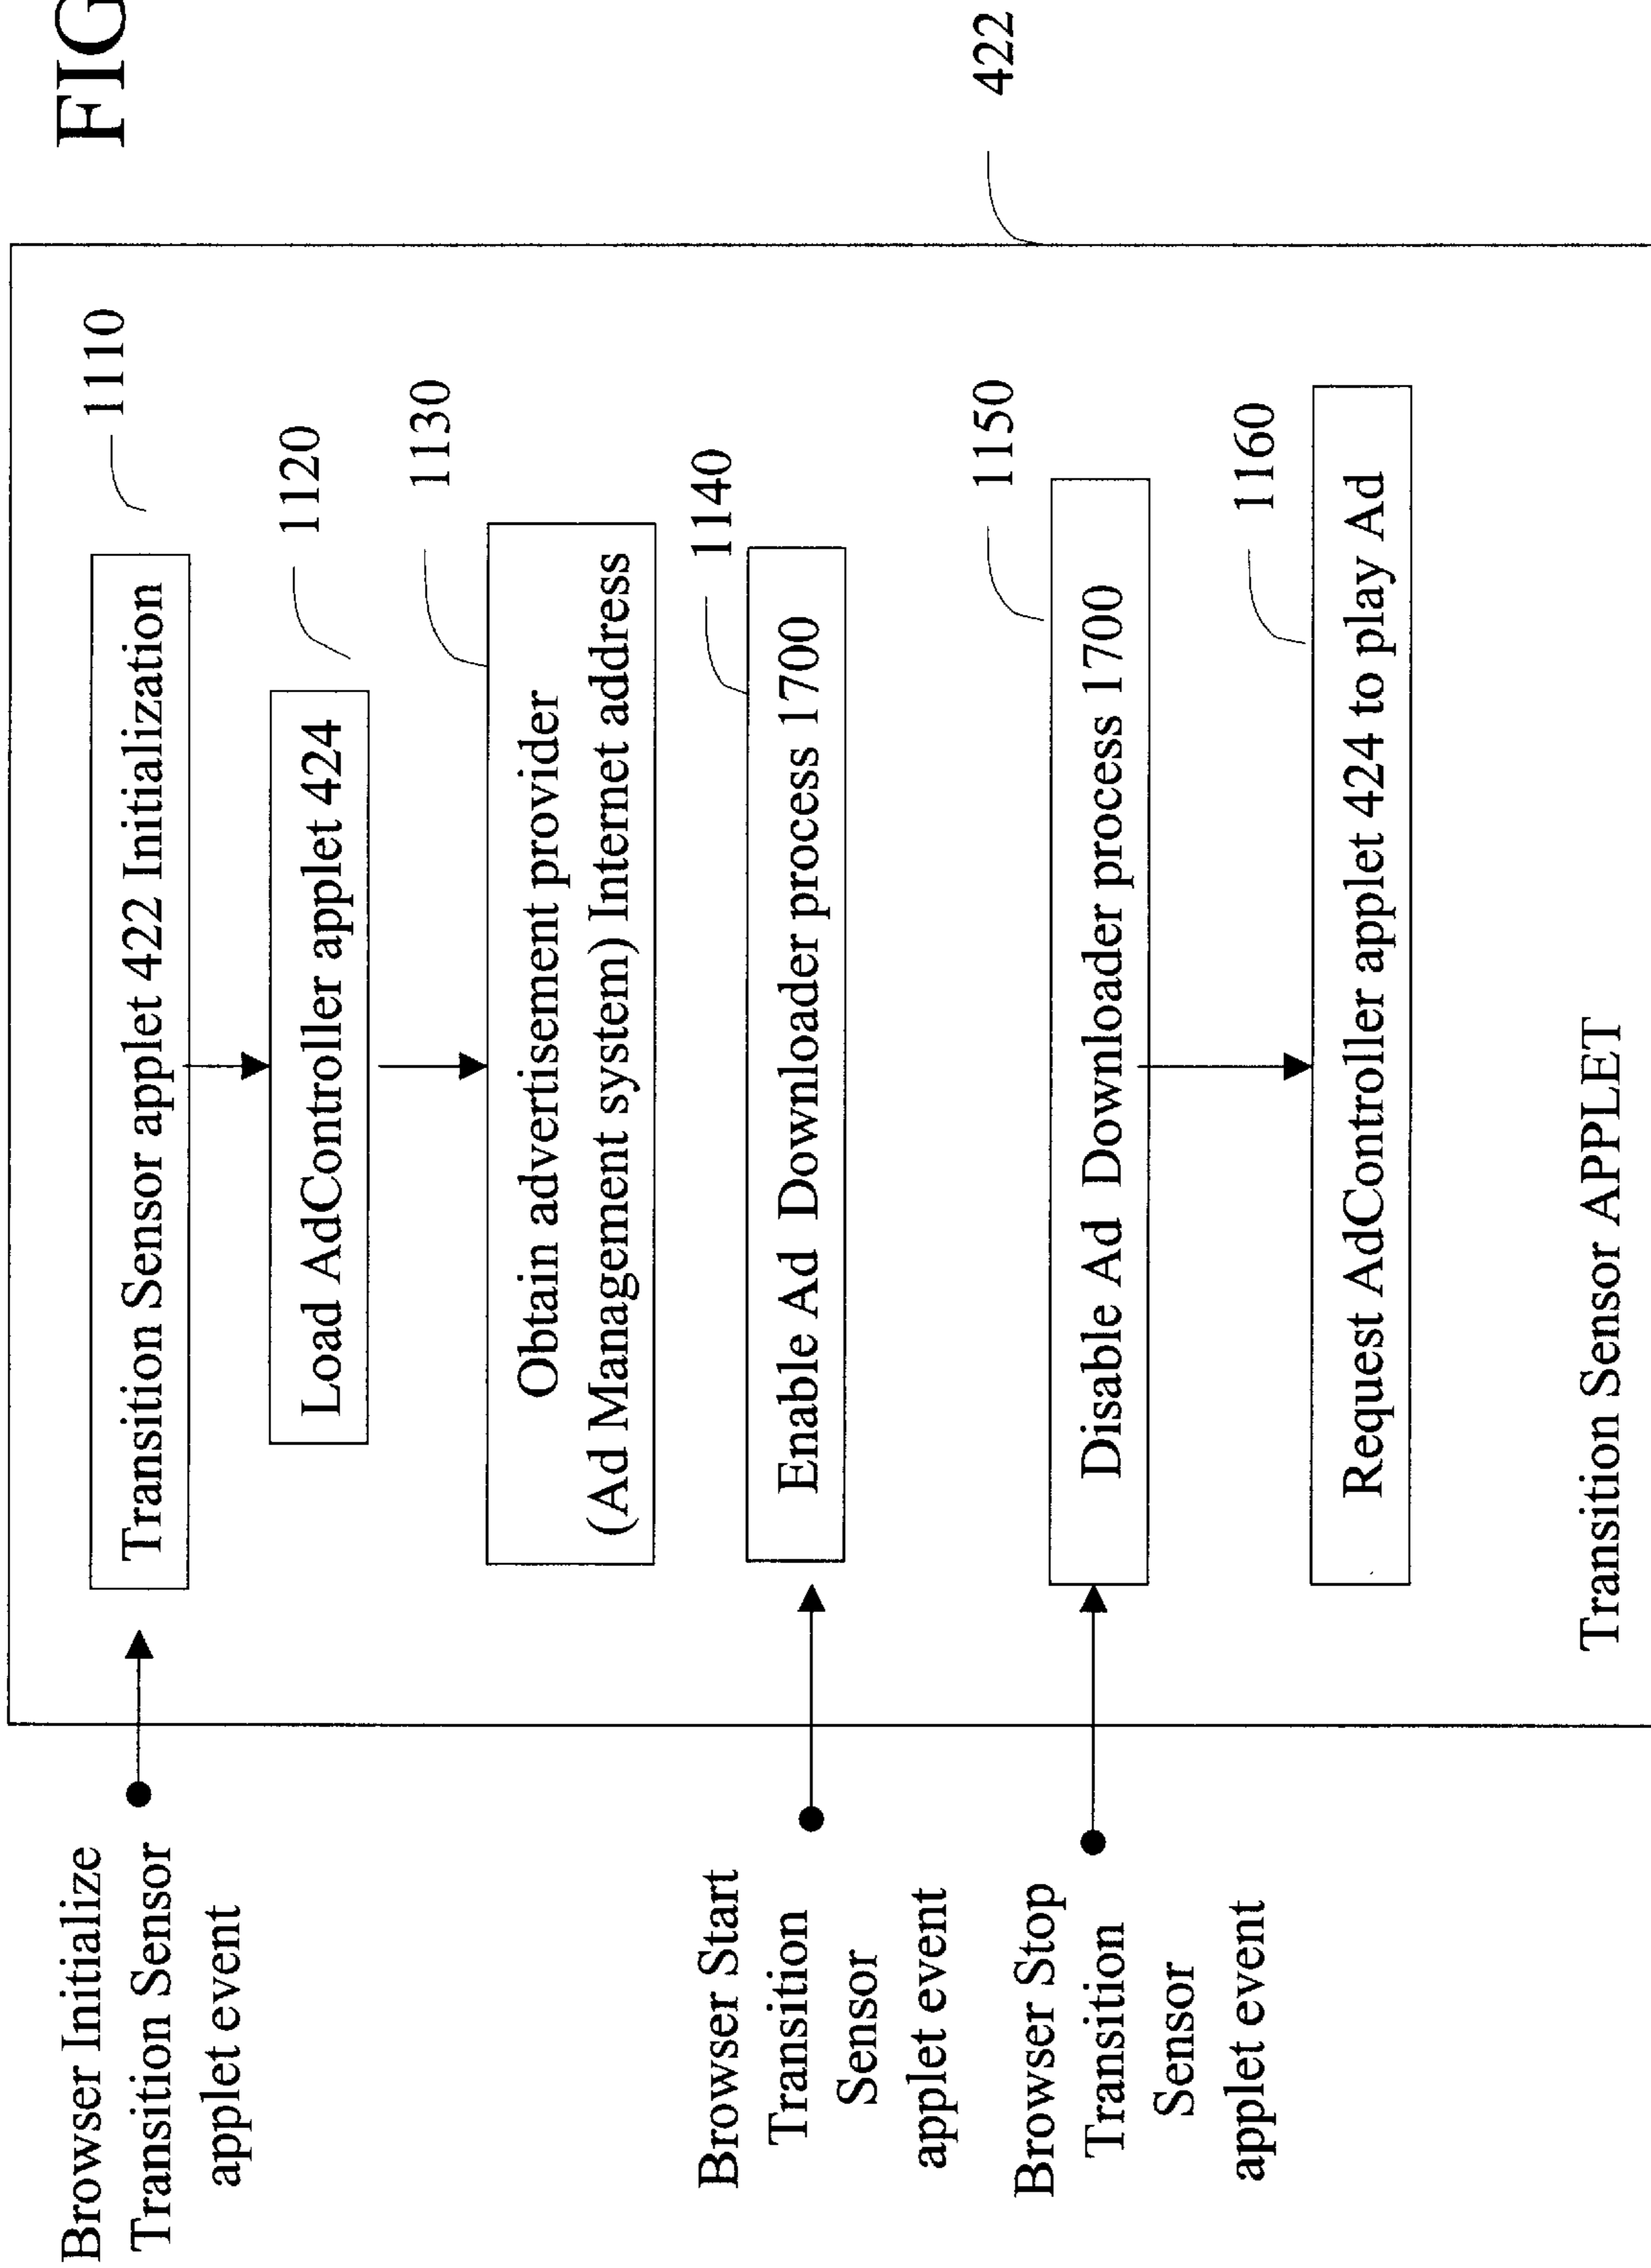 FIG
Browser Initialize
Transition Sensor
applet event
Transition Sensor applet 422 Initialization
1110
Load AdController applet 424
1120
Obtain advertisement provider
(Ad Management system) Internet address
1130
Browser Start
Transition
Sensor
applet event
Enable Ad Downloader process 1700
1140
Browser Stop
Transition
Sensor
applet event
Disable Ad Downloader process 1700
1150
422
Request AdController applet 424 to play Ad
1160
Transition Sensor APPLET